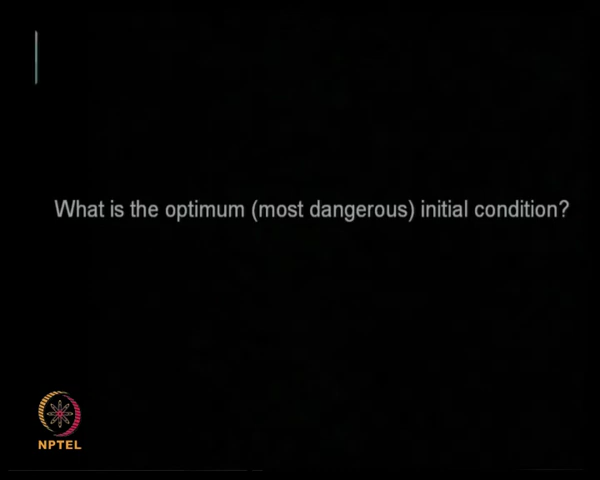 What is the optimum (most dangerous) initial condition?
NPTEL